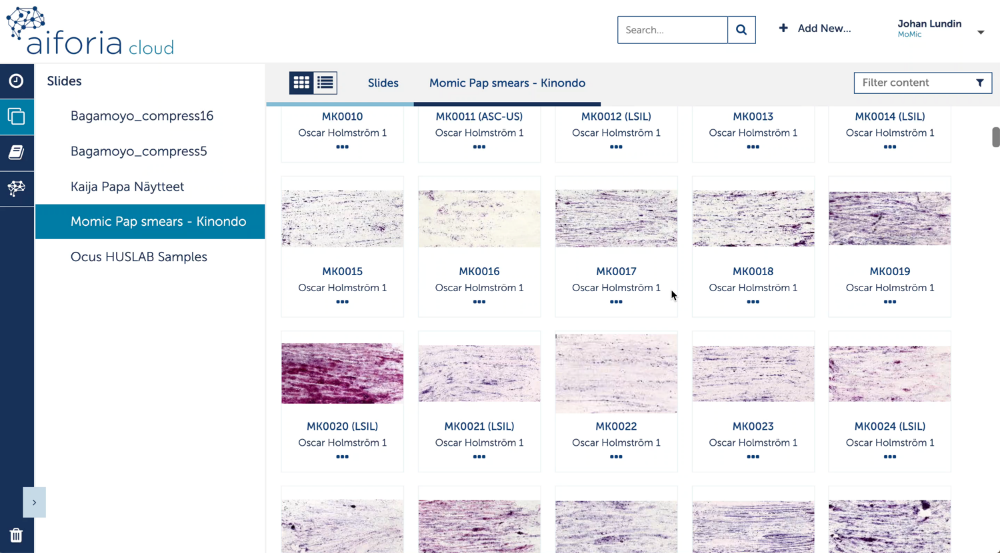 aiforia cloud
Search...
+ Add New...
Johan Lundin
MoMic
Slides
Bagamoyo_compress16
Bagamoyo_compress5
Kaija Papa Näytteet
Momic Pap smears - Kinondo
Ocus HUSLAB Samples
Slides
Momic Pap smears - Kinondo
Filter content
MK0010
MK0011 (ASC-US)
MK0012 (LSIL)
MK0013
MK0014 (LSIL)
Oscar Holmström 1
Oscar Holmström 1
Oscar Holmström 1
Oscar Holmström 1
Oscar Holmström 1
MK0015
MK0016
MK0017
MK0018
MK0019
Oscar Holmström 1
Oscar Holmström 1
Oscar Holmström 1
Oscar Holmström 1
Oscar Holmström 1
MK0020 (LSIL)
MK0021 (LSIL)
MK0022
MK0023
MK0024 (LSIL)
Oscar Holmström 1
Oscar Holmström 1
Oscar Holmström 1
Oscar Holmström 1
Oscar Holmström 1